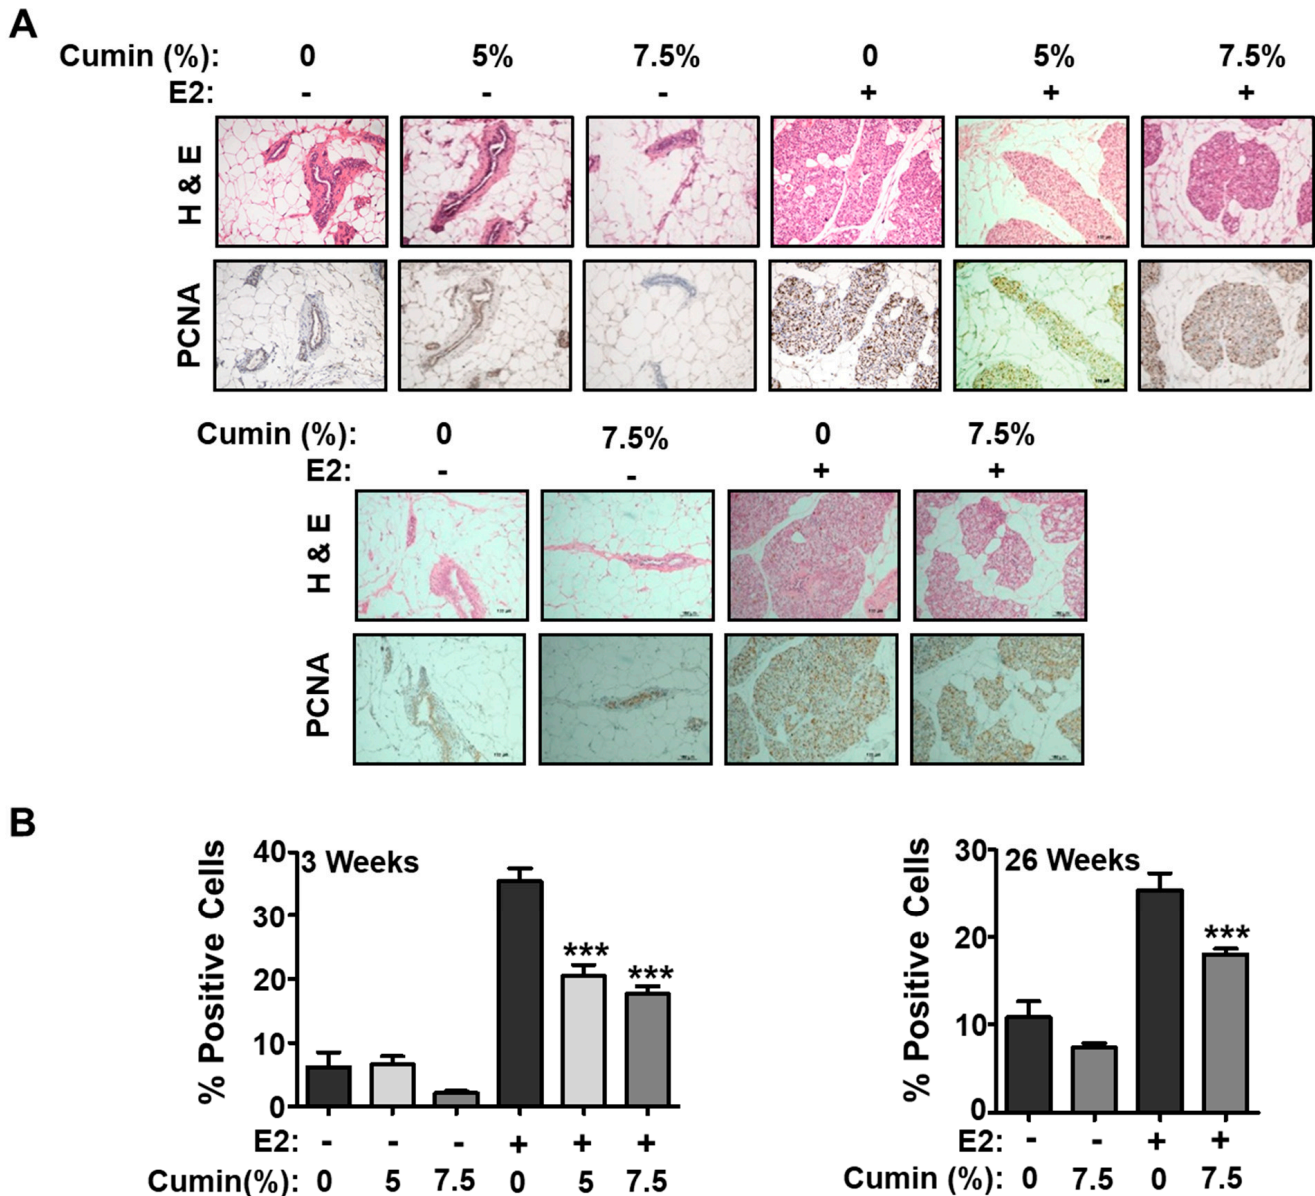 A
Cumin (%): 0 5% 7.5% 0 5% 7.5%
E2: - - - + + +
H & E
PCNA
Cumin (%): 0 7.5% 0 7.5%
E2: - - + +
H & E
PCNA
B
3 Weeks
% Positive Cells
40
30
20
10
0
*** ***
E2: - - - + + +
Cumin(%): 0 5 7.5 0 5 7.5
26 Weeks
% Positive Cells
30
20
10
0
***
E2: - - + +
Cumin (%): 0 7.5 0 7.5